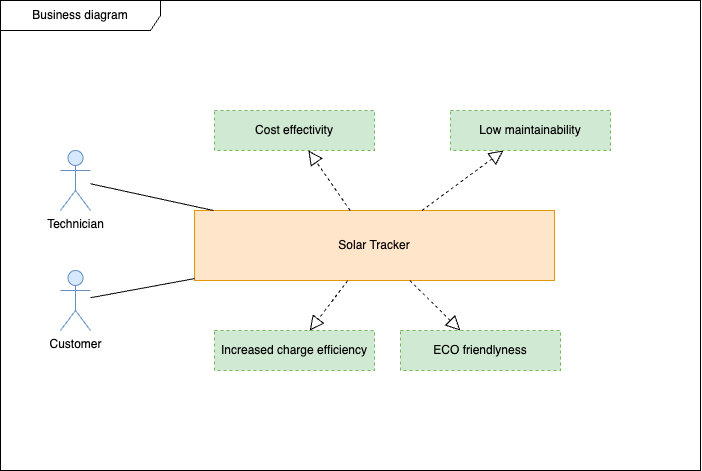 Business diagram
Cost effectivity
Low maintainability
Technician
Solar Tracker
Customer
Increased charge efficiency
ECO friendlyness